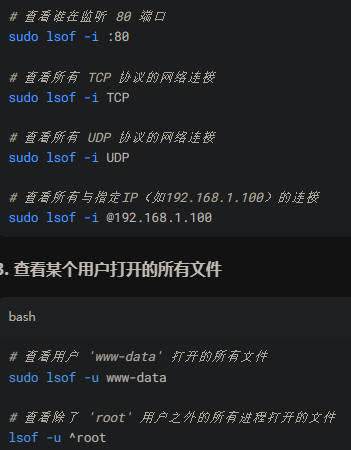 # 查看谁在监听 80 端口
sudo lsof -i :80
# 查看所有 TCP 协议的网络连接
sudo lsof -i TCP
# 查看所有 UDP 协议的网络连接
sudo lsof -i UDP
# 查看所有与指定IP（如192.168.1.100）的连接
sudo lsof -i @192.168.1.100
3. 查看某个用户打开的所有文件
bash
# 查看用户 'www-data' 打开的所有文件
sudo lsof -u www-data
# 查看除了 'root' 用户之外的所有进程打开的文件
lsof -u ^root